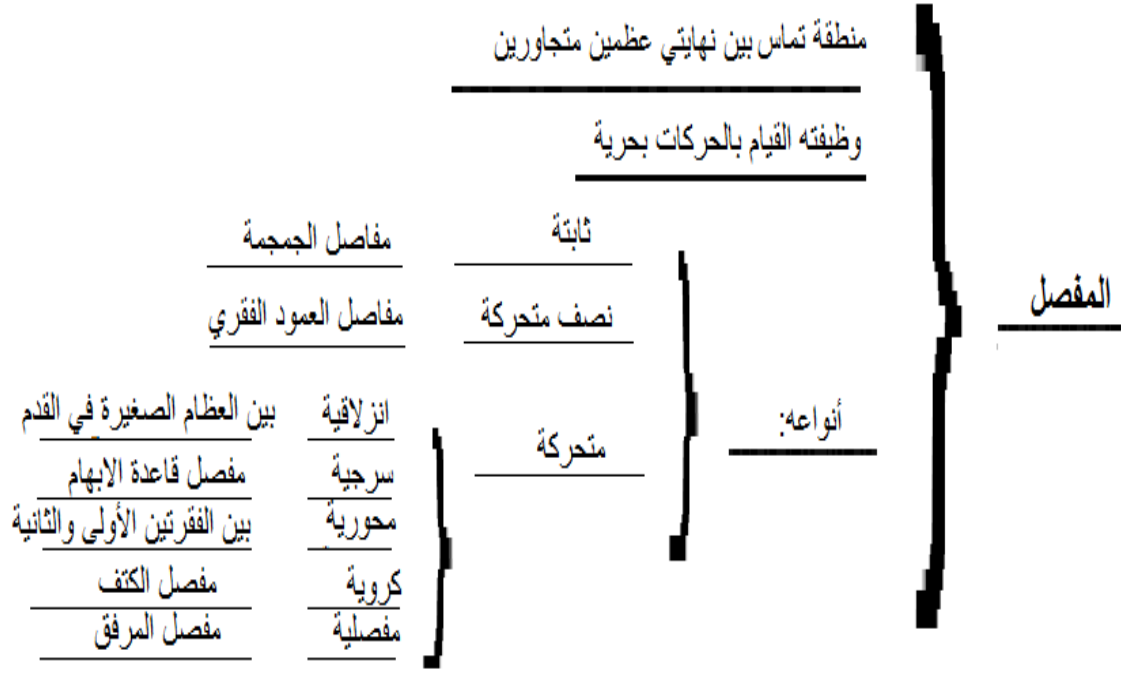 منطقة تماس بين نهايتي عظمين متجاورين
وظيفته القيام بالحركات بحرية
المفصل
أنواعه:
ثابتة مفاصل الجمجمة
نصف متحركة مفاصل العمود الفقري
متحركة
انزلاقية بين العظام الصغيرة في القدم
سرجية مفصل قاعدة الابهام
محورية بين الفقرتين الأولى والثانية
كروية مفصل الكتف
مفصلية مفصل المرفق